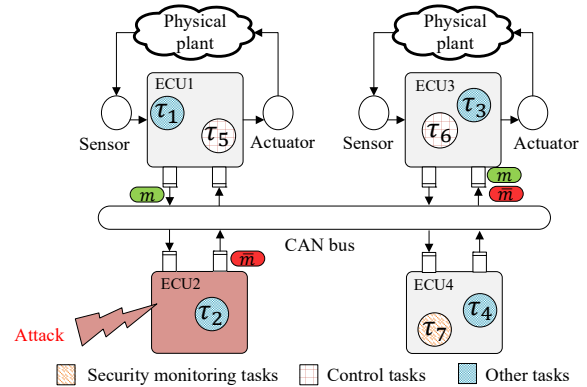 Physical plant
Physical plant
ECU1
τ1
τ5
Sensor
Actuator
ECU3
τ3
τ6
Sensor
Actuator
m
m
m̅
CAN bus
m̅
ECU2
τ2
Attack
ECU4
τ4
τ7
Security monitoring tasks
Control tasks
Other tasks